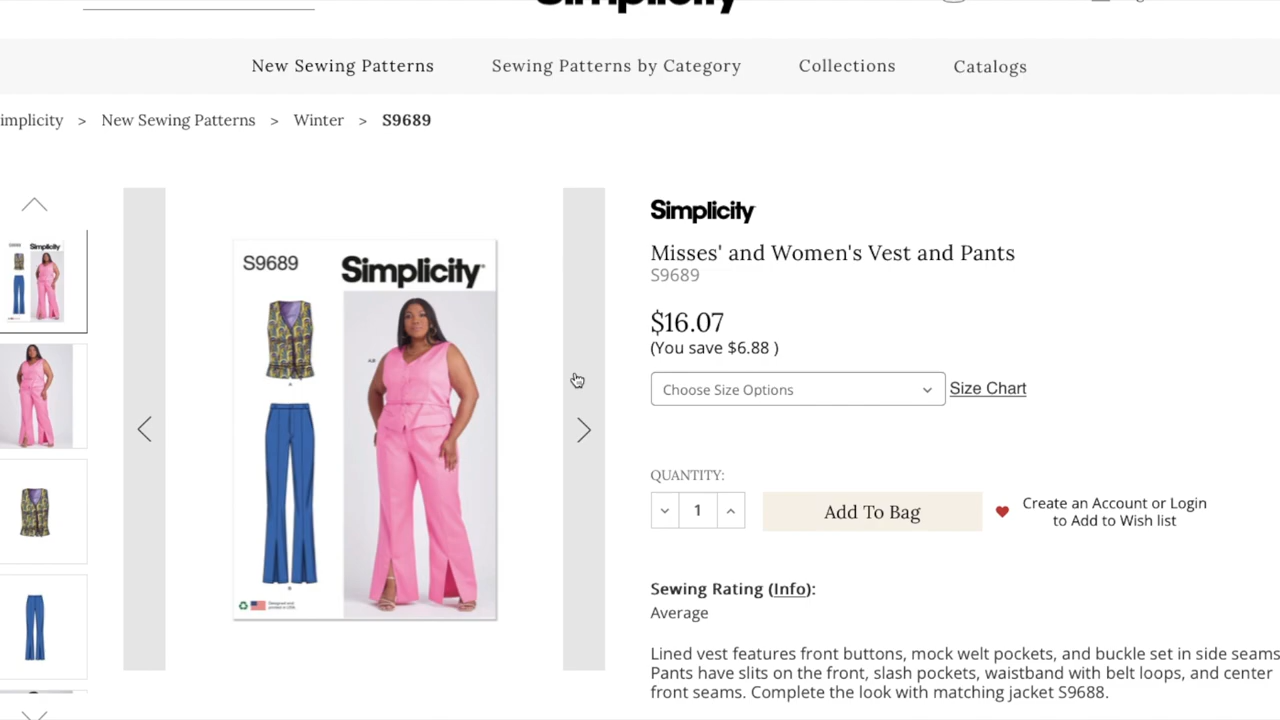 Simplicity
New Sewing Patterns
Sewing Patterns by Category
Collections
Catalogs
implicity > New Sewing Patterns > Winter > S9689
S9689
Simplicity
A,B
A
B
Simplicity
Misses' and Women's Vest and Pants
S9689
$16.07
(You save $6.88 )
Choose Size Options
Size Chart
QUANTITY:
1
Add To Bag
Create an Account or Login
to Add to Wish list
Sewing Rating (Info):
Average
Lined vest features front buttons, mock welt pockets, and buckle set in side seams
Pants have slits on the front, slash pockets, waistband with belt loops, and center
front seams. Complete the look with matching jacket S9688.